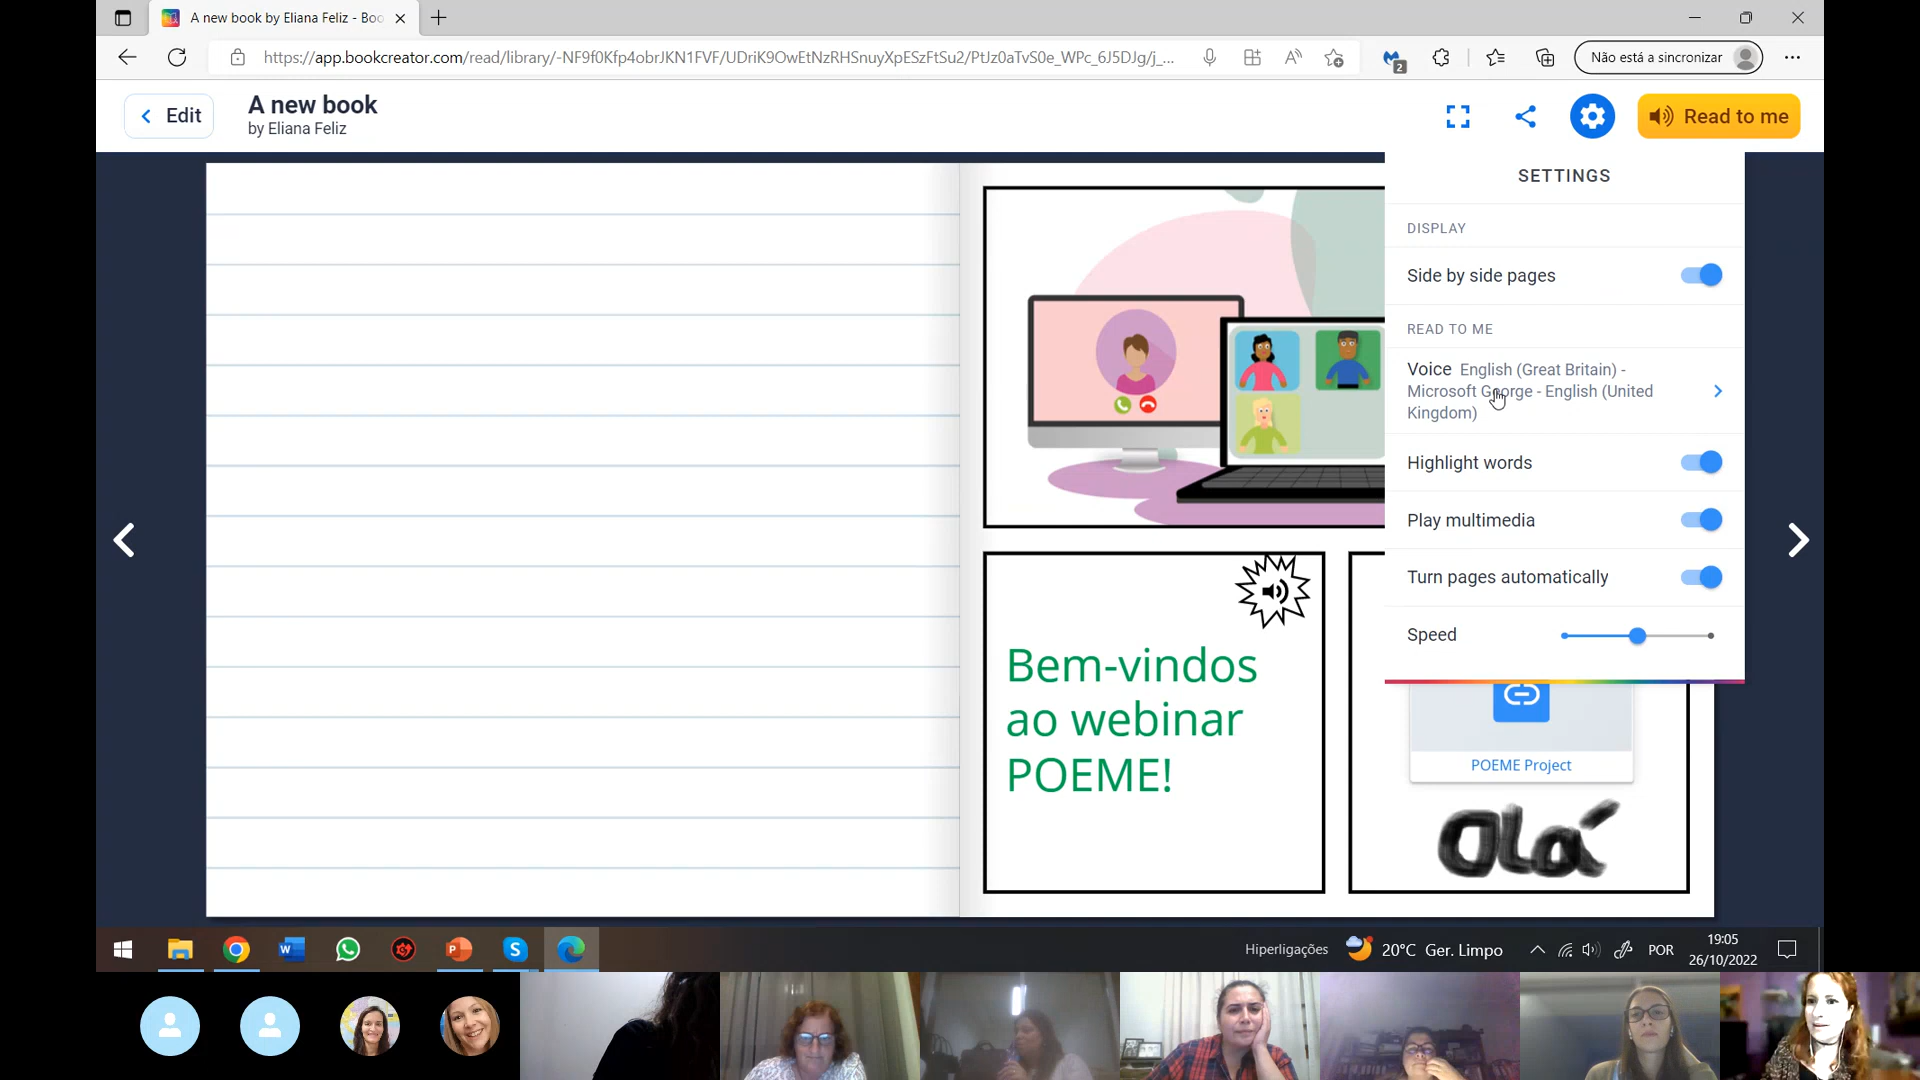 A new book by Eliana Feliz - Boo
https://app.bookcreator.com/read/library/-NF9f0Kfp4obrJKN1FVF/UDriK9OwEtNzRHSnuyXpESzFtSu2/PtJz0aTvS0e_WPc_6J5DJg/j_...
2
Não está a sincronizar
Edit
A new book
by Eliana Feliz
Read to me
SETTINGS
DISPLAY
Side by side pages
READ TO ME
Voice English (Great Britain) -
Microsoft George - English (United
Kingdom)
Highlight words
Play multimedia
Turn pages automatically
Speed
Bem-vindos
ao webinar
POEME!
POEME Project
Olá
Hiperligações
20°C Ger. Limpo
POR
19:05
26/10/2022